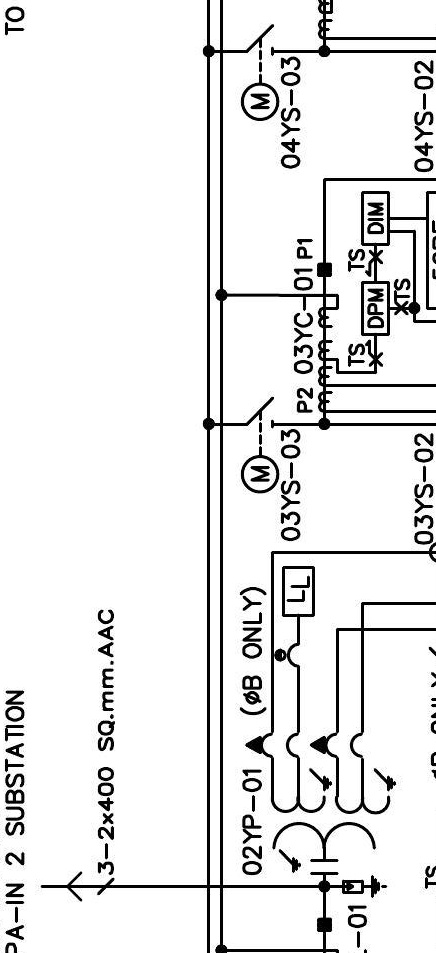 TO
04YS-03
04YS-02
P1
DIM
TS
03YC-01
DPM
TS
TS
P2
M
M
03YS-03
03YS-02
LL
(øB ONLY)
02YP-01
3-2x400 SQ.mm.AAC
PA-IN 2 SUBSTATION
-01
TS